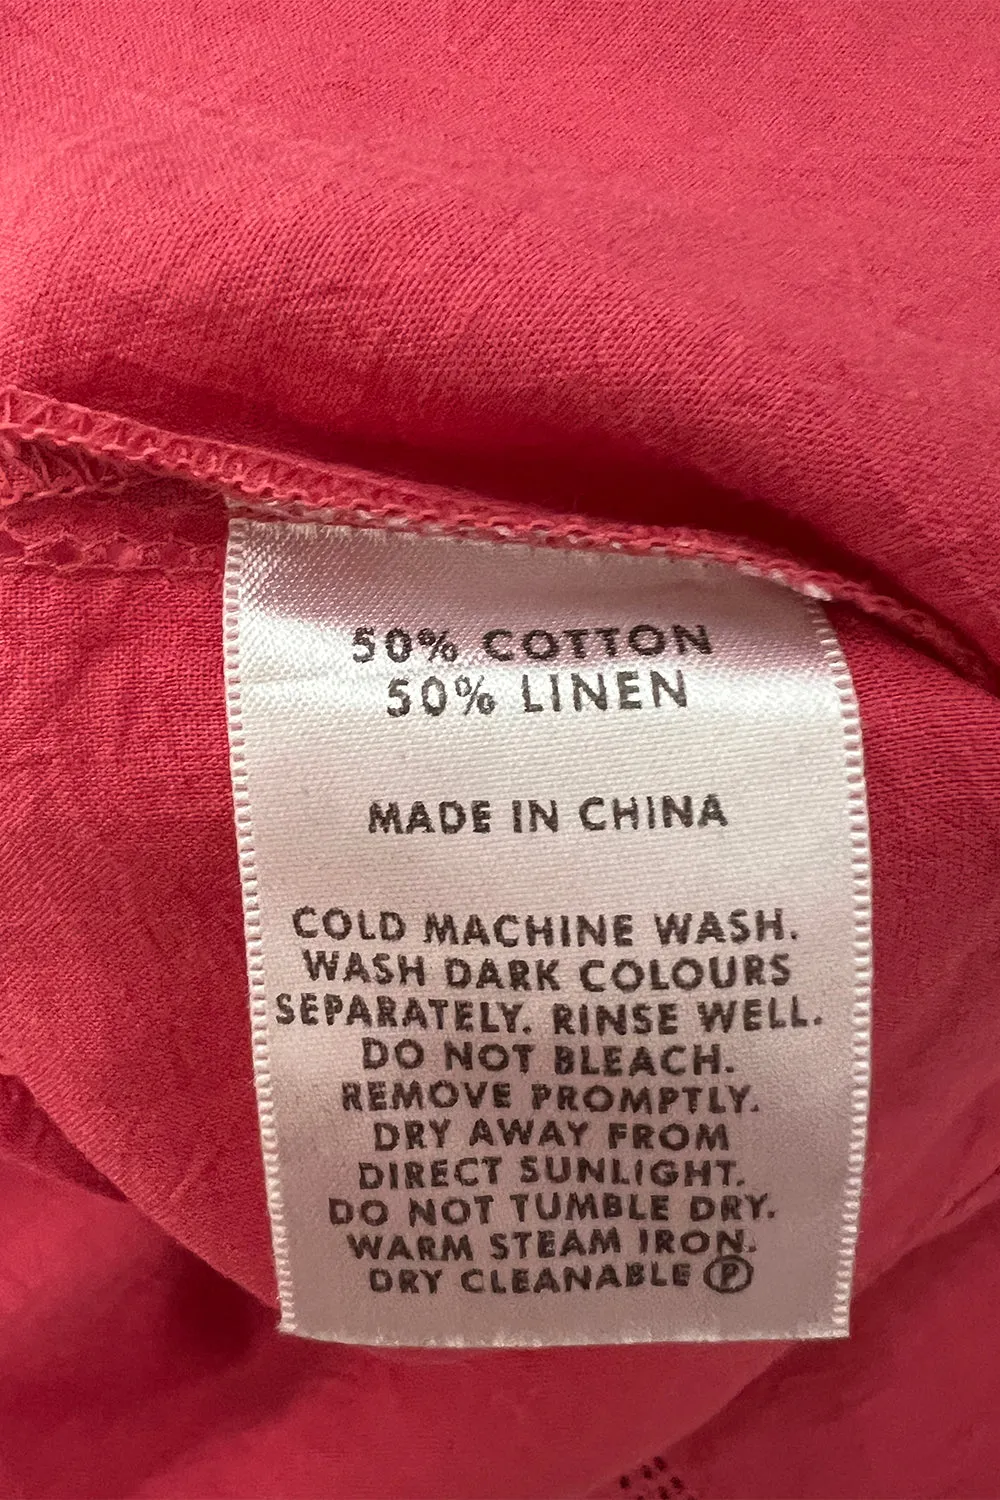 50% COTTON
50% LINEN
MADE IN CHINA
COLD MACHINE WASH.
WASH DARK COLOURS
SEPARATELY. RINSE WELL.
DO NOT BLEACH.
REMOVE PROMPTLY.
DRY AWAY FROM
DIRECT SUNLIGHT.
DO NOT TUMBLE DRY.
WARM STEAM IRON.
DRY CLEANABLE Ⓟ